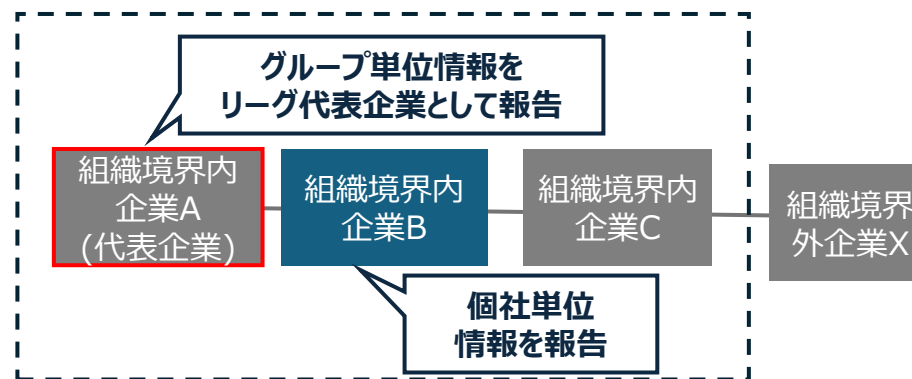 グループ単位情報を
リーグ代表企業として報告
組織境界内
企業A
(代表企業)
組織境界内
企業B
組織境界内
企業C
組織境界
外企業X
個社単位
情報を報告